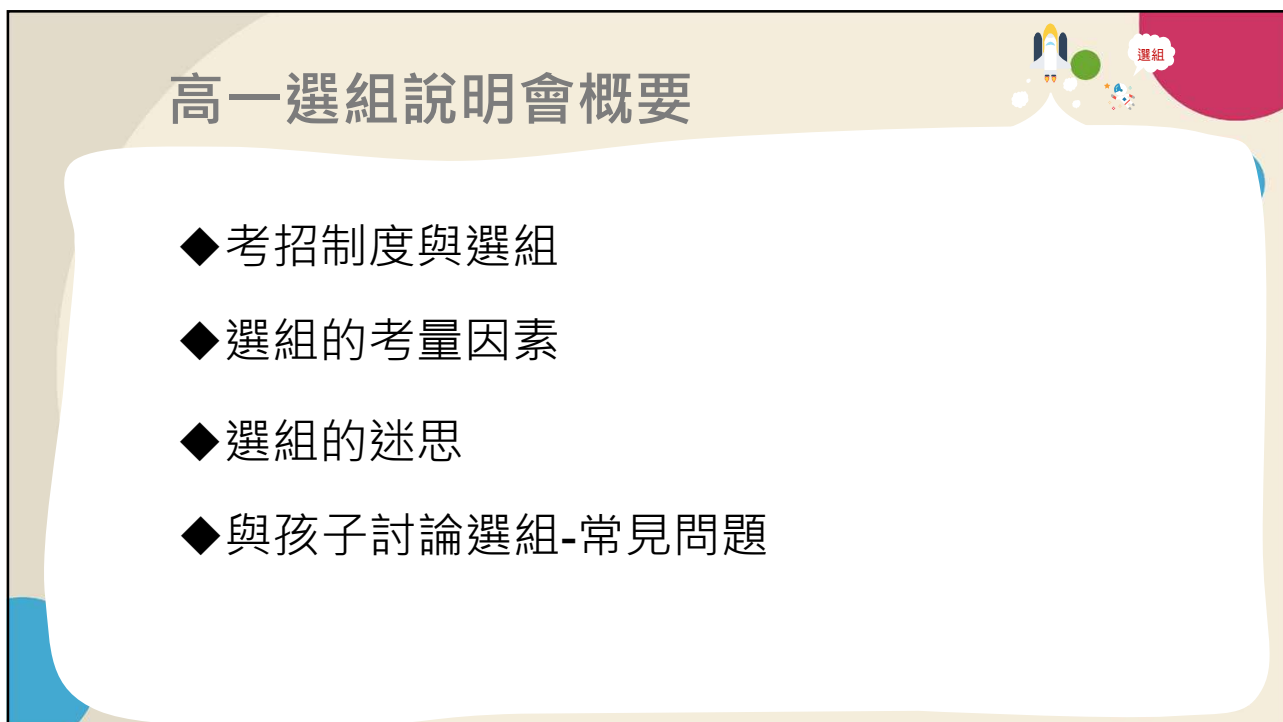 選組
高一選組說明會概要
◆考招制度與選組
◆選組的考量因素
◆選組的迷思
◆與孩子討論選組-常見問題